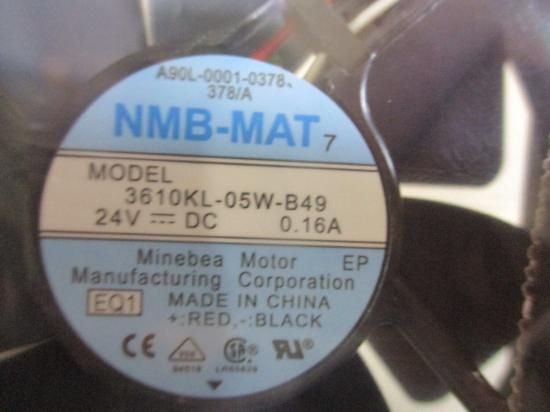 A90L-0001-0378
378/A
NMB-MAT 7
MODEL
3610KL-05W-B49
24V ⎓ DC 0.16A
Minebea Motor EP
Manufacturing Corporation
EQ1 MADE IN CHINA
+:RED,-:BLACK
CE